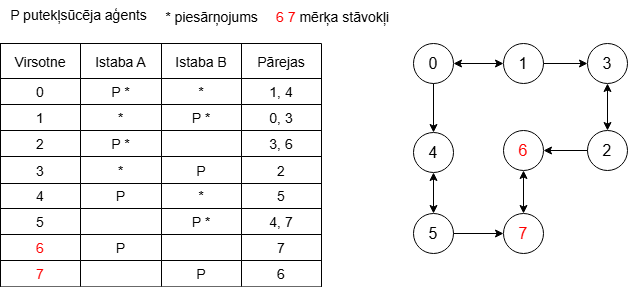 P putekļsūcēja aģents * piesārņojums 6 7 mērķa stāvokļi
Virsotne Istaba A Istaba B Pārejas
0 P * * 1, 4
1 * P * 0, 3
2 P * 3, 6
3 * P 2
4 P * 5
5 P * 4, 7
6 P 7
7 P 6
0 1 3
4 6 2
5 7